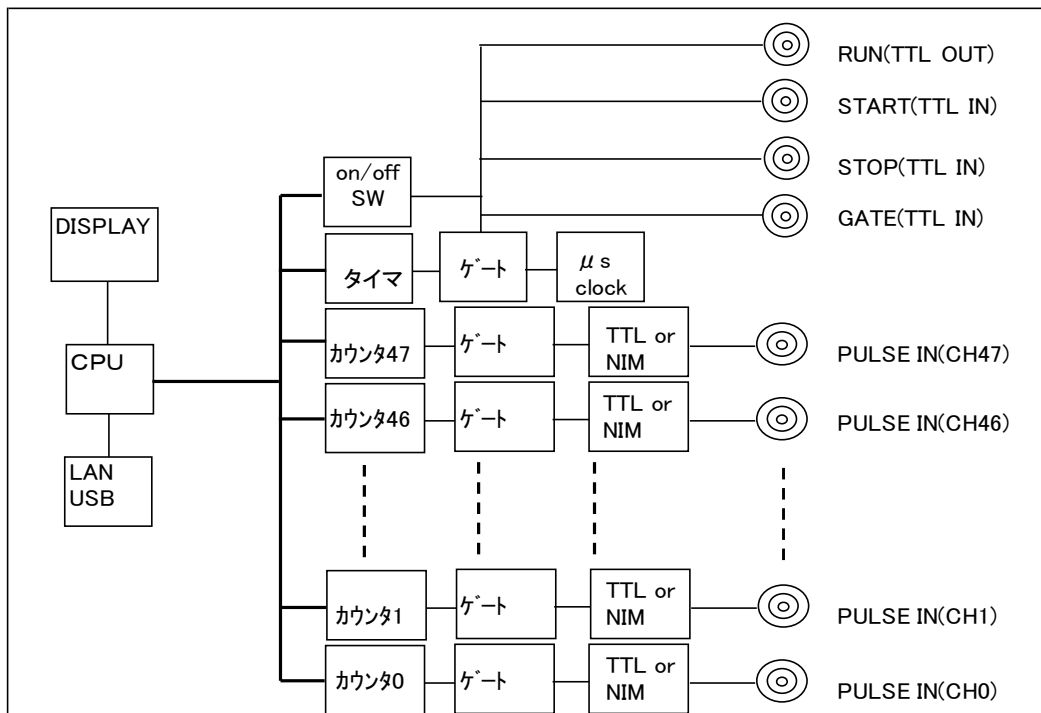 RUN(TTL OUT)
START(TTL IN)
STOP(TTL IN)
GATE(TTL IN)
on/off
SW
DISPLAY
タイマ
ゲート
μs
clock
カウンタ47
ゲート
TTL or
NIM
PULSE IN(CH47)
CPU
カウンタ46
ゲート
TTL or
NIM
PULSE IN(CH46)
LAN
USB
カウンタ1
ゲート
TTL or
NIM
PULSE IN(CH1)
カウンタ0
ゲート
TTL or
NIM
PULSE IN(CH0)